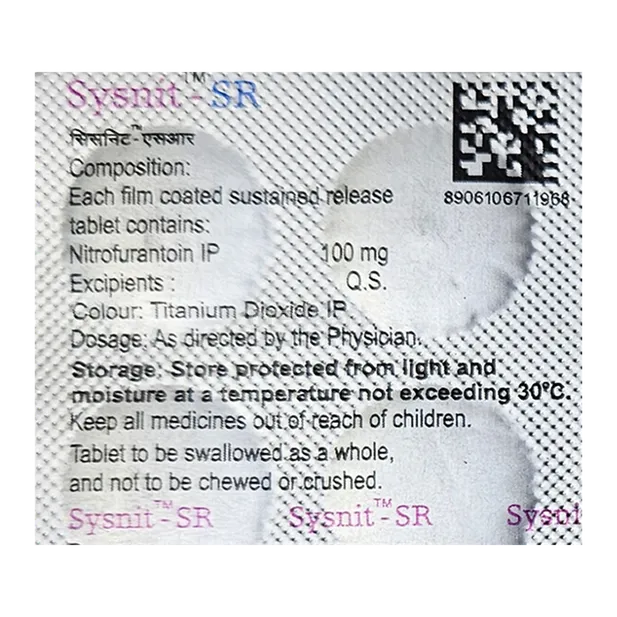 Sysnit™-SR
सिसनिट™-एसआर
Composition:
Each film coated sustained release
tablet contains:
Nitrofurantoin IP 100 mg
Excipients : Q.S.
Colour: Titanium Dioxide IP
Dosage: As directed by the Physician.
Storage: Store protected from light and
moisture at a temperature not exceeding 30°C.
Keep all medicines out of reach of children.
Tablet to be swallowed as a whole,
and not to be chewed or crushed.
Sysnit™-SR Sysnit™-SR
8906106711968